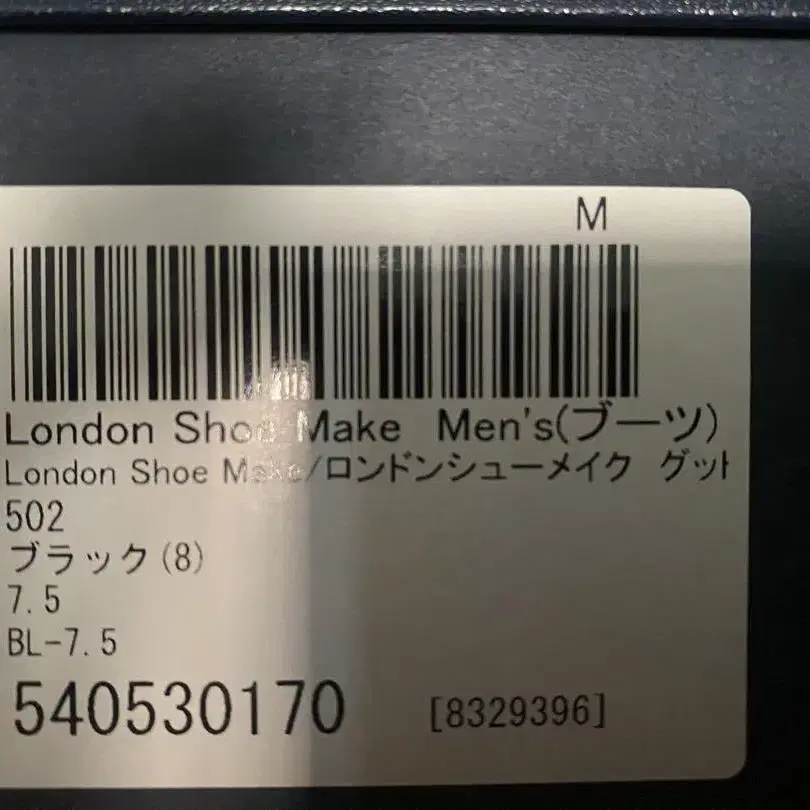 M
London Shoe Make Men's(ブーツ)
London Shoe Make/ロンドンシューメイク グット
502
ブラック(8)
7.5
BL-7.5
540530170 [8329396]